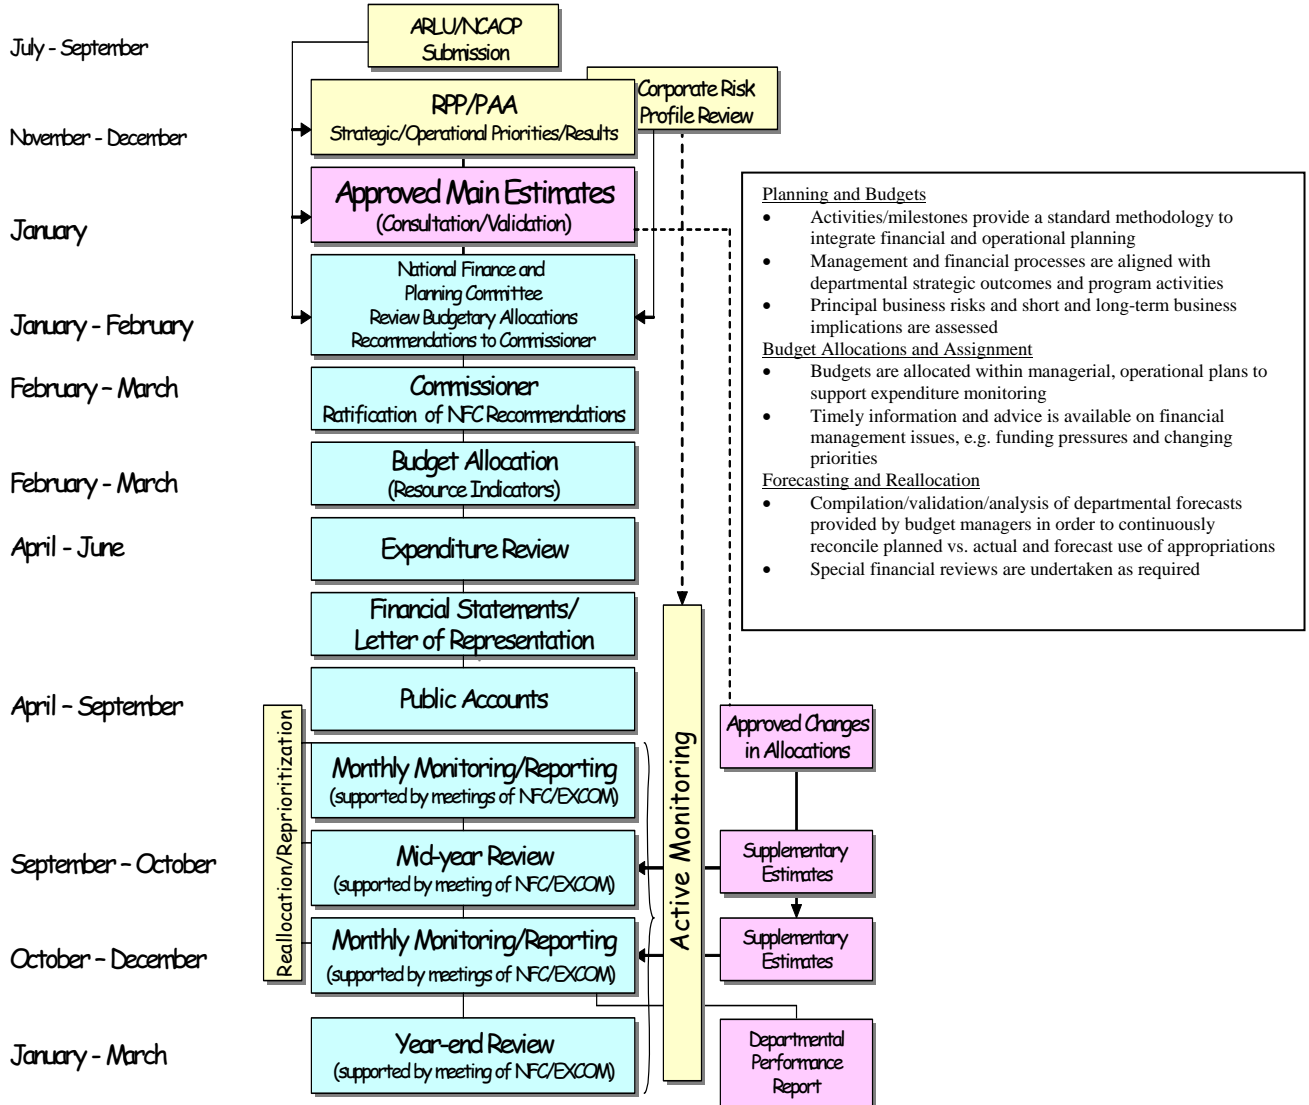 July - September
ARLU/NCAOP
Submission
Corporate Risk
Profile Review
RPP/PAA
Strategic/Operational Priorities/Results
November - December
Approved Main Estimates
(Consultation/Validation)
January
National Finance and
Planning Committee
Review Budgetary Allocations
Recommendations to Commissioner
January - February
Commissioner
Ratification of NFC Recommendations
February – March
Budget Allocation
(Resource Indicators)
February - March
Expenditure Review
April - June
Financial Statements/
Letter of Representation
Public Accounts
April – September
Monthly Monitoring/Reporting
(supported by meetings of NFC/EXCOM)
Mid-year Review
(supported by meeting of NFC/EXCOM)
September – October
Monthly Monitoring/Reporting
(supported by meetings of NFC/EXCOM)
October – December
Year-end Review
(supported by meeting of NFC/EXCOM)
January - March
Reallocation/Reprioritization
Active Monitoring
Approved Changes
in Allocations
Supplementary
Estimates
Supplementary
Estimates
Departmental
Performance
Report
Planning and Budgets
• Activities/milestones provide a standard methodology to
integrate financial and operational planning
• Management and financial processes are aligned with
departmental strategic outcomes and program activities
• Principal business risks and short and long-term business
implications are assessed
Budget Allocations and Assignment
• Budgets are allocated within managerial, operational plans to
support expenditure monitoring
• Timely information and advice is available on financial
management issues, e.g. funding pressures and changing
priorities
Forecasting and Reallocation
• Compilation/validation/analysis of departmental forecasts
provided by budget managers in order to continuously
reconcile planned vs. actual and forecast use of appropriations
• Special financial reviews are undertaken as required